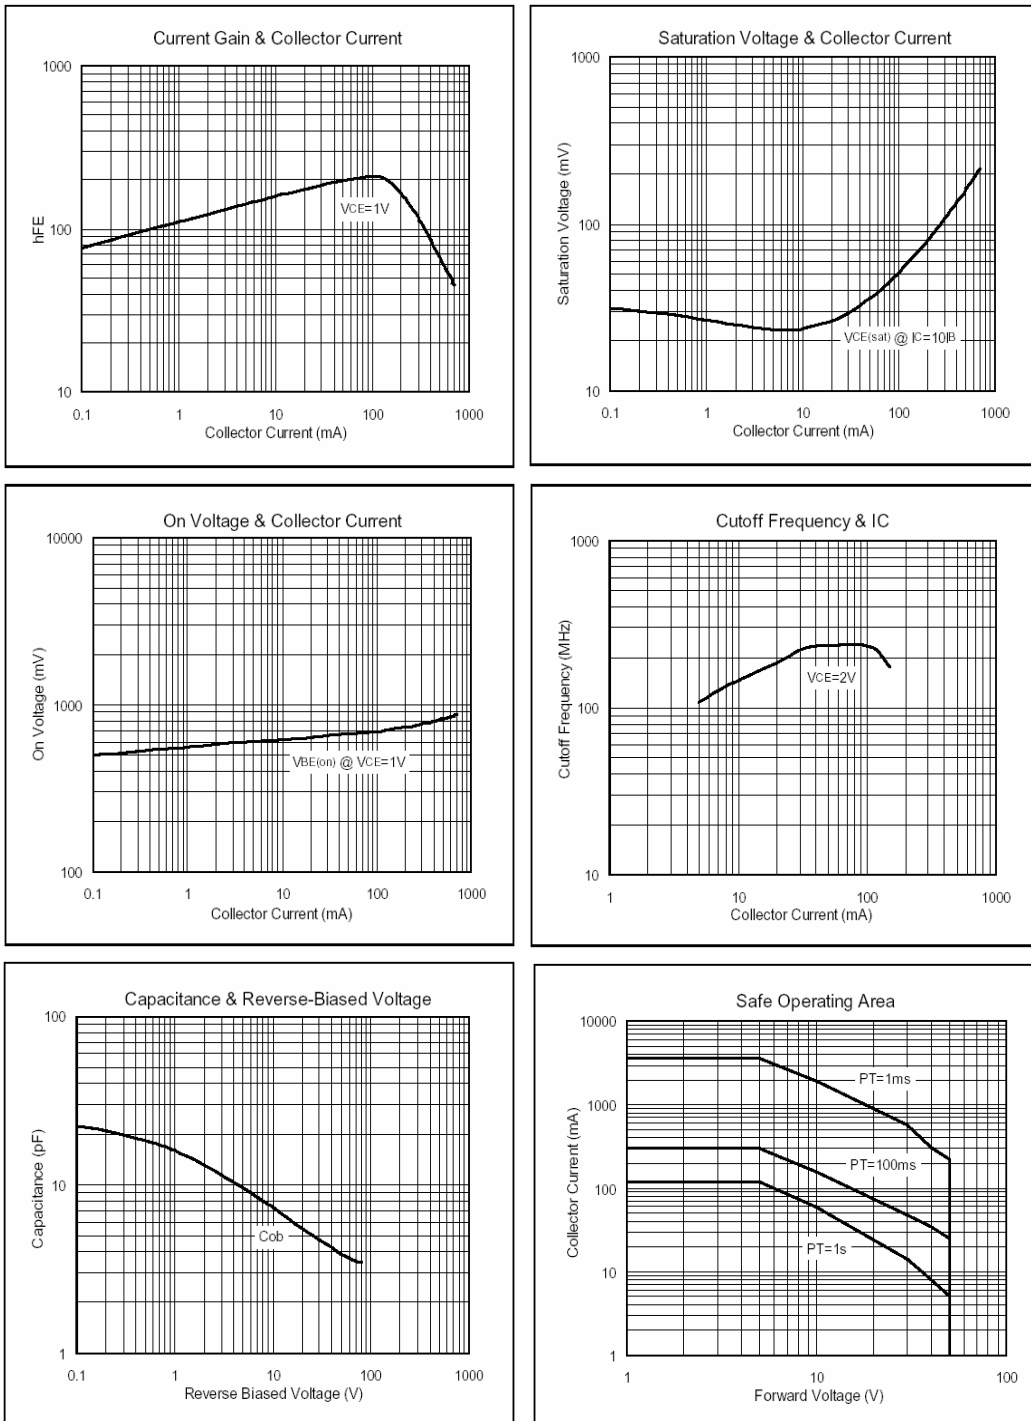 Current Gain & Collector Current
1000
100
10
hFE
VCE=1V
0.1 1 10 100 1000
Collector Current (mA)
Saturation Voltage & Collector Current
1000
100
10
Saturation Voltage (mV)
VCE(sat) @ IC=10IB
0.1 1 10 100 1000
Collector Current (mA)
On Voltage & Collector Current
10000
1000
100
On Voltage (mV)
VBE(on) @ VCE=1V
0.1 1 10 100 1000
Collector Current (mA)
Cutoff Frequency & IC
1000
100
10
Cutoff Frequency (MHz)
VCE=2V
1 10 100 1000
Collector Current (mA)
Capacitance & Reverse-Biased Voltage
100
10
1
Capacitance (pF)
Cob
0.1 1 10 100 1000
Reverse Biased Voltage (V)
Safe Operating Area
10000
1000
100
10
1
Collector Current (mA)
PT=1ms
PT=100ms
PT=1s
1 10 100
Forward Voltage (V)